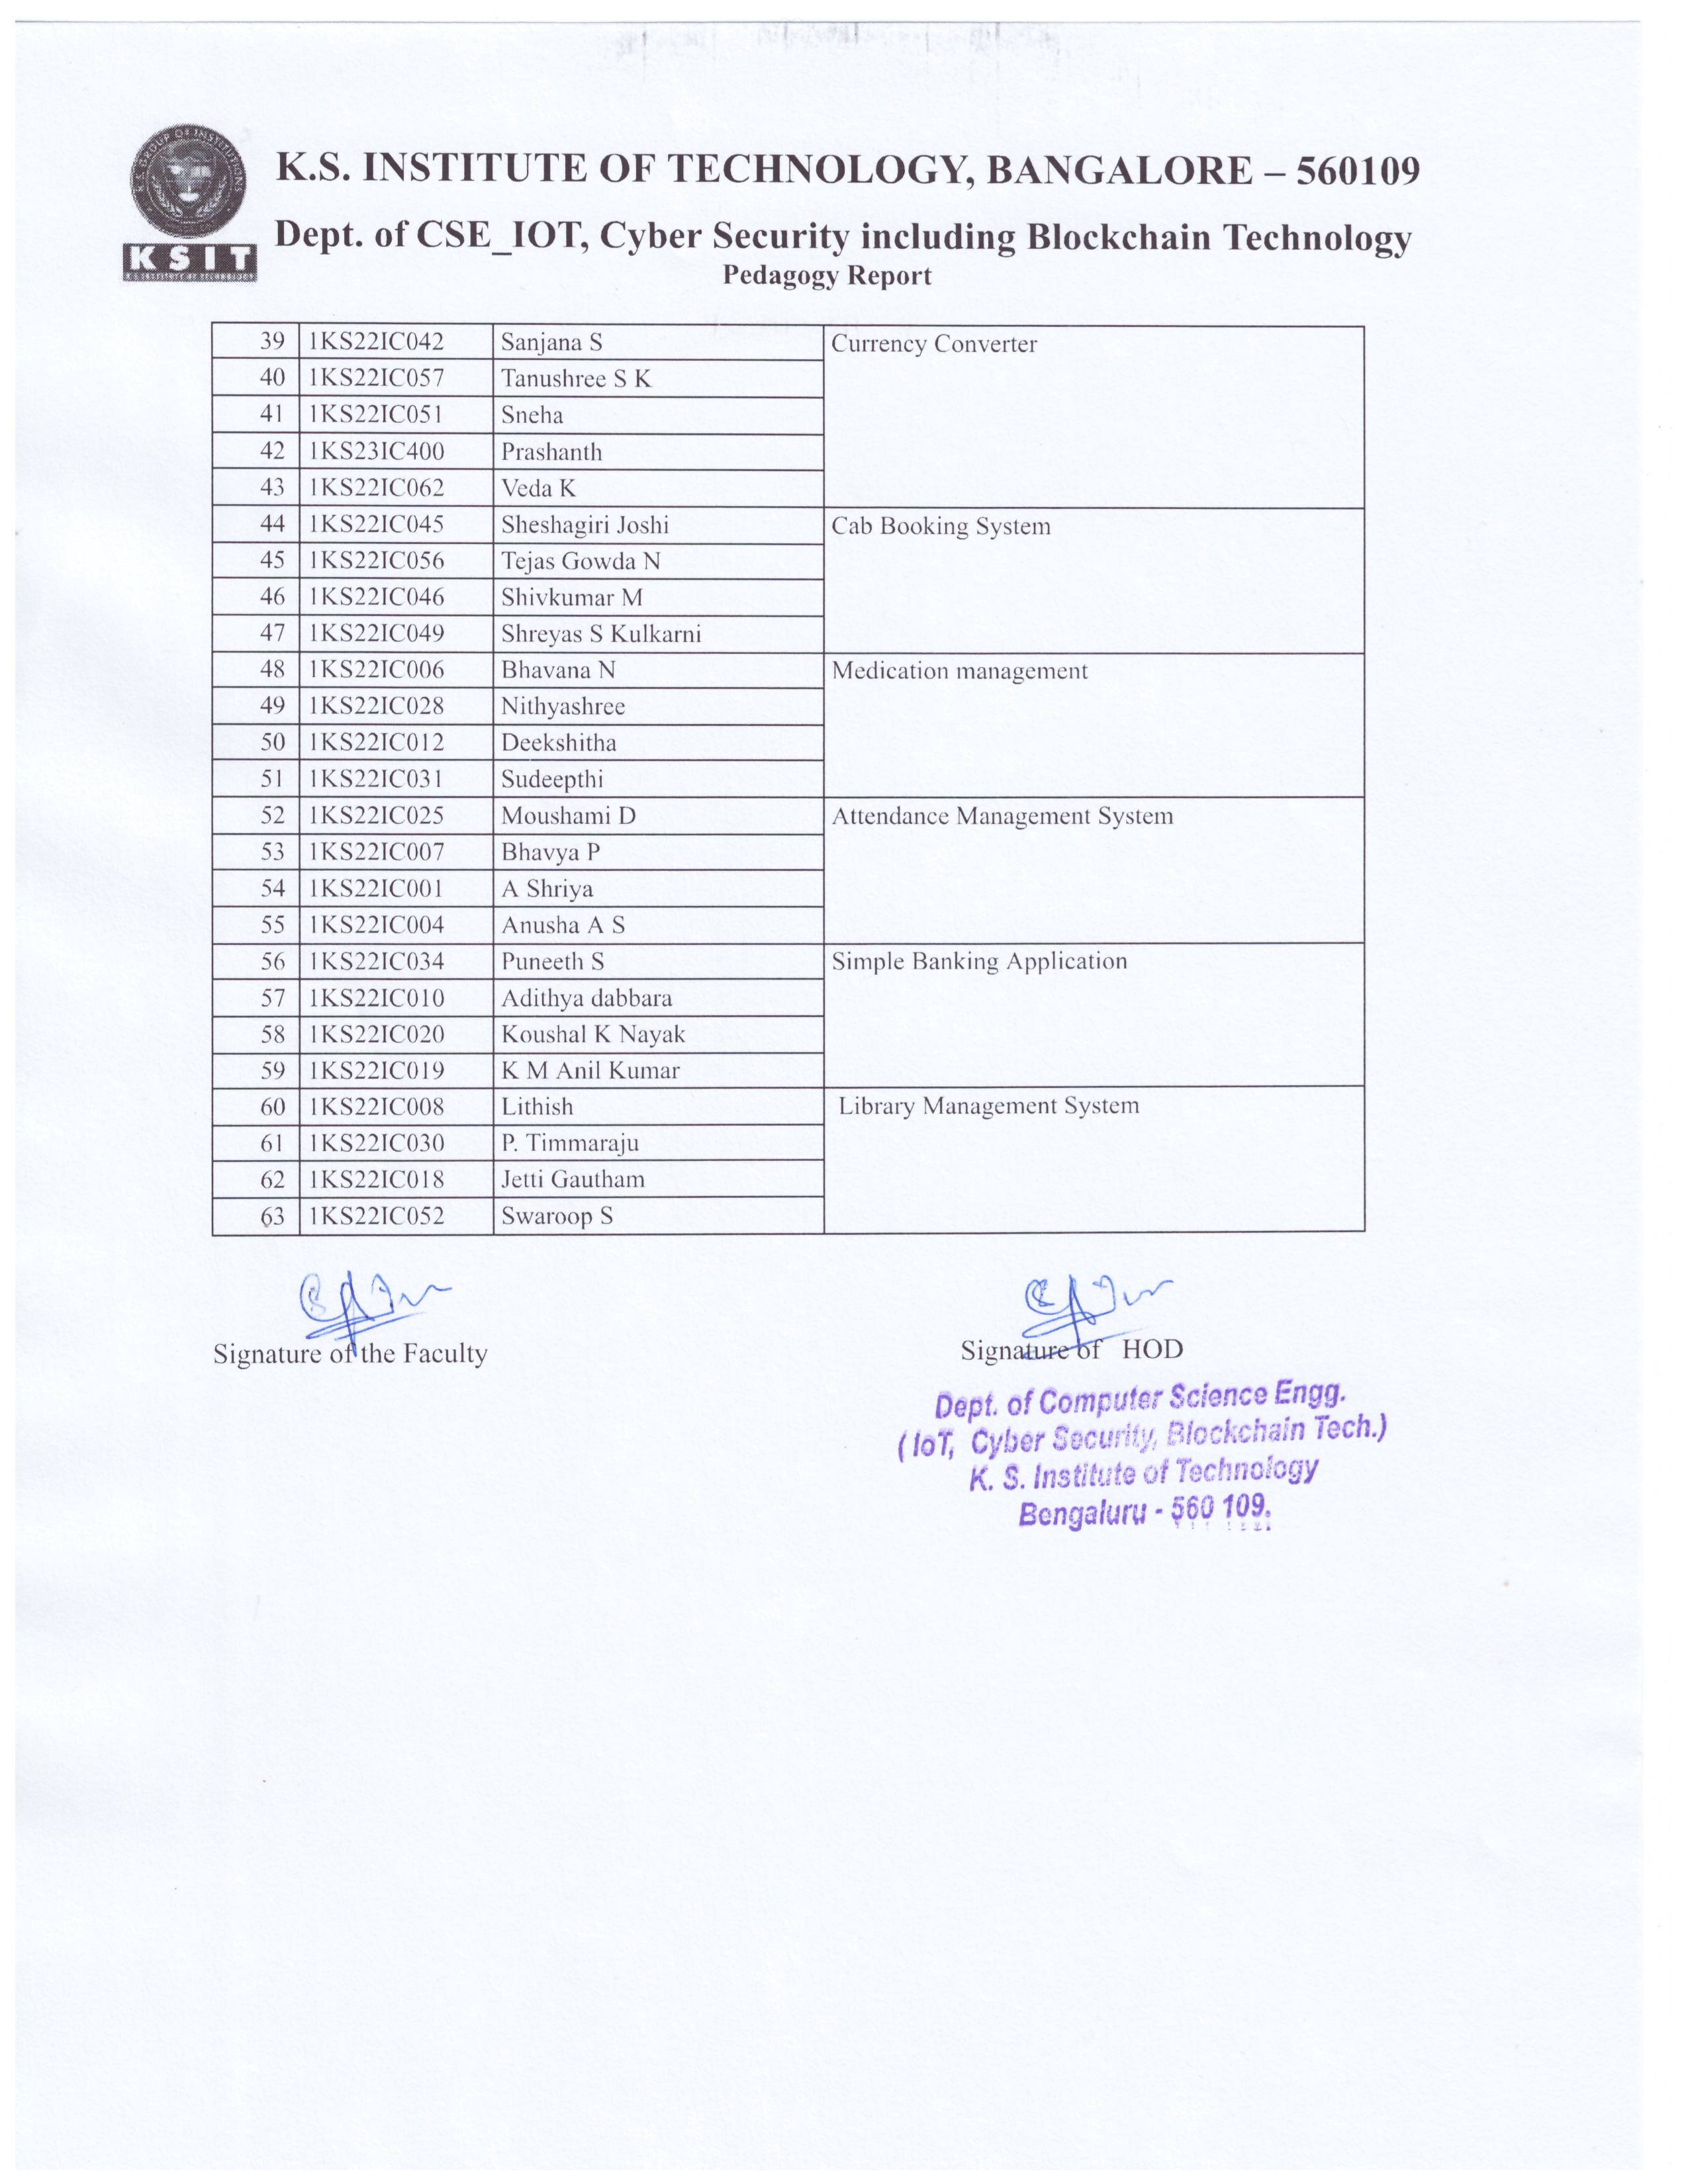 K.S. GROUP OF INSTITUTIONS
KSIT
K.S. INSTITUTE OF TECHNOLOGY
K.S. INSTITUTE OF TECHNOLOGY, BANGALORE – 560109
Dept. of CSE_IOT, Cyber Security including Blockchain Technology
Pedagogy Report
39 1KS22IC042 Sanjana S Currency Converter
40 1KS22IC057 Tanushree S K
41 1KS22IC051 Sneha
42 1KS23IC400 Prashanth
43 1KS22IC062 Veda K
44 1KS22IC045 Sheshagiri Joshi Cab Booking System
45 1KS22IC056 Tejas Gowda N
46 1KS22IC046 Shivkumar M
47 1KS22IC049 Shreyas S Kulkarni
48 1KS22IC006 Bhavana N Medication management
49 1KS22IC028 Nithyashree
50 1KS22IC012 Deekshitha
51 1KS22IC031 Sudeepthi
52 1KS22IC025 Moushami D Attendance Management System
53 1KS22IC007 Bhavya P
54 1KS22IC001 A Shriya
55 1KS22IC004 Anusha A S
56 1KS22IC034 Puneeth S Simple Banking Application
57 1KS22IC010 Adithya dabbara
58 1KS22IC020 Koushal K Nayak
59 1KS22IC019 K M Anil Kumar
60 1KS22IC008 Lithish Library Management System
61 1KS22IC030 P. Timmaraju
62 1KS22IC018 Jetti Gautham
63 1KS22IC052 Swaroop S
Signature of the Faculty Signature of HOD
Dept. of Computer Science Engg.
(IoT, Cyber Security, Blockchain Tech.)
K. S. Institute of Technology
Bengaluru - 560 109.